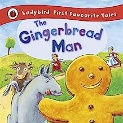 Ladybird First Favourite Tales
The
Gingerbread
Man